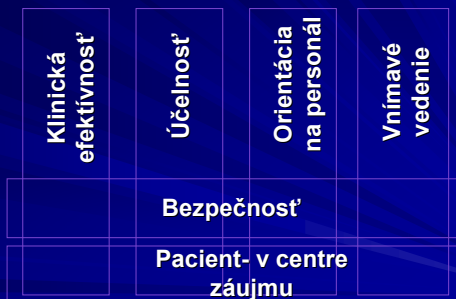 Klinická
efektívnosť
Účelnosť
Orientácia
na personál
Vnímavé
vedenie
Bezpečnosť
Pacient- v centre
záujmu